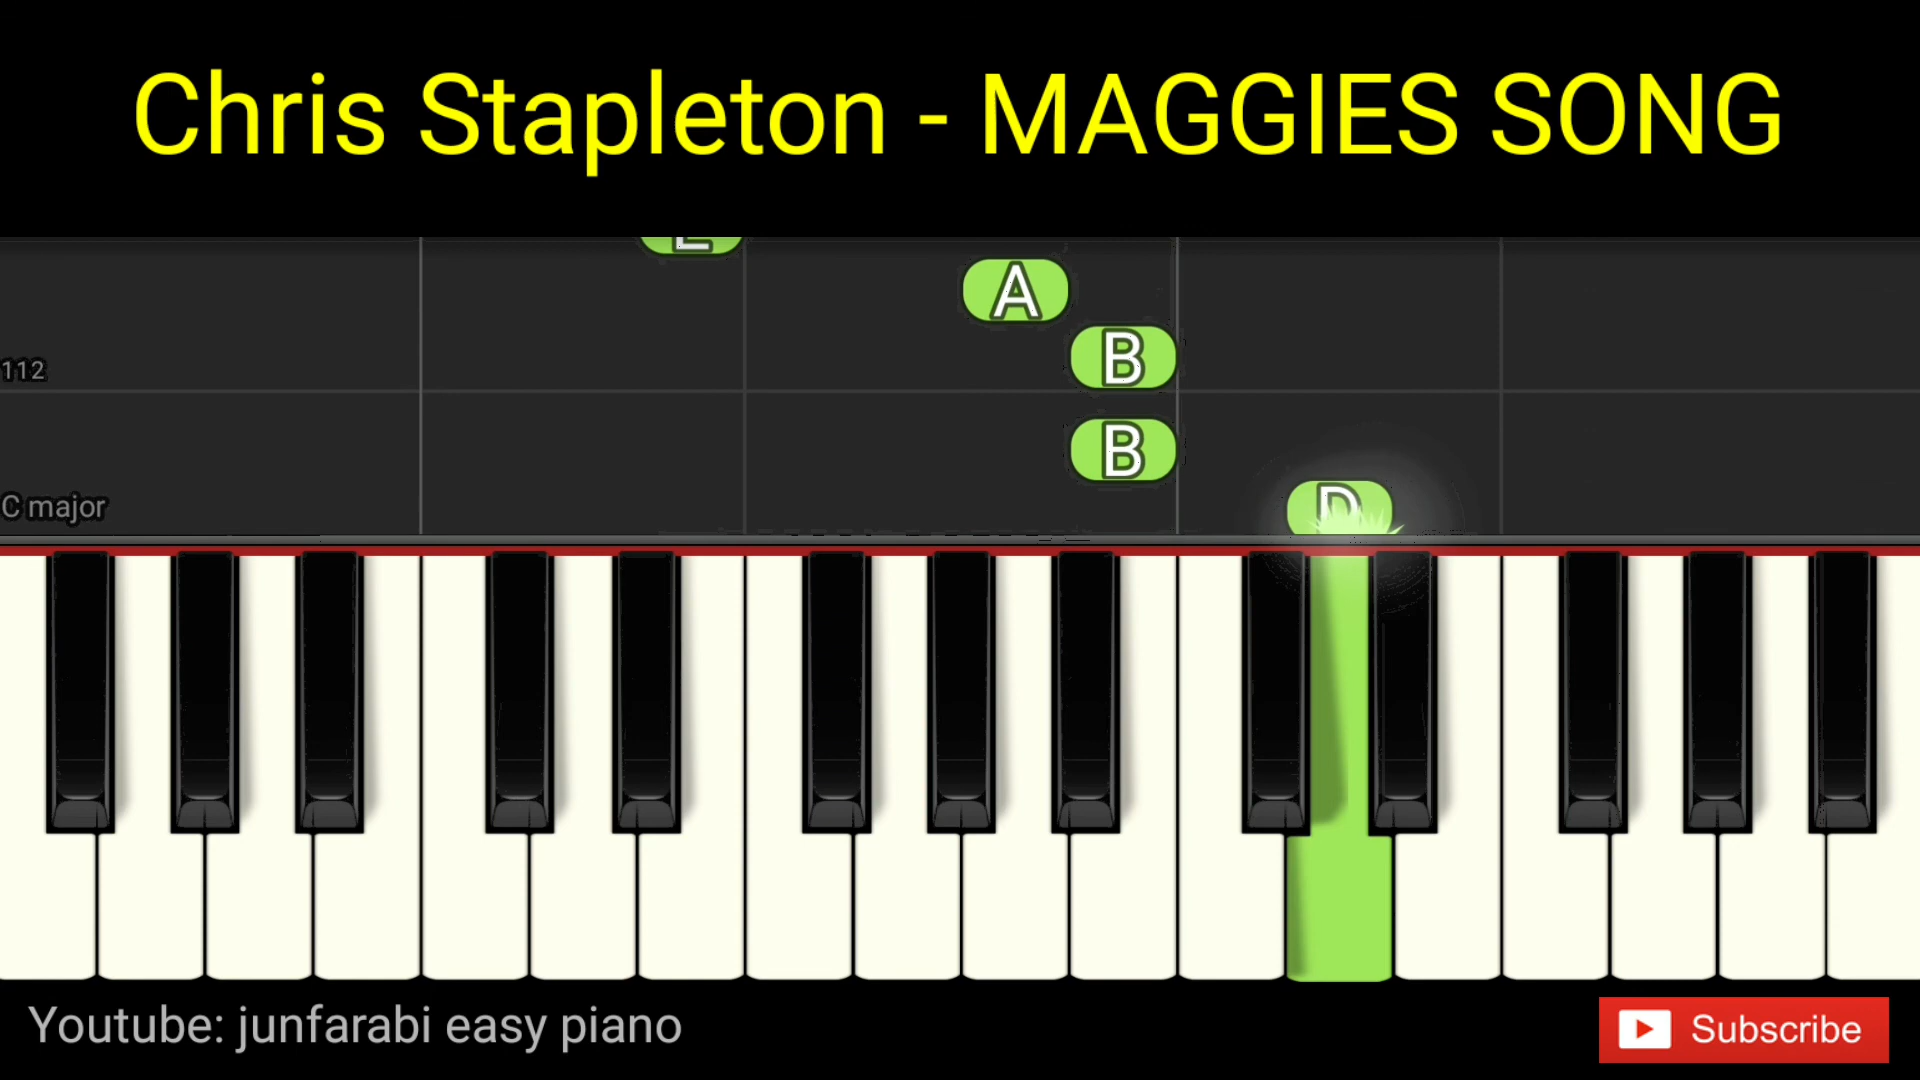 Chris Stapleton - MAGGIES SONG
E
A
112
B
B
C major
D
Youtube: junfarabi easy piano
Subscribe